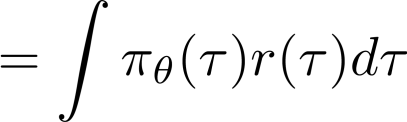 = ∫ π_θ(τ)r(τ)dτ